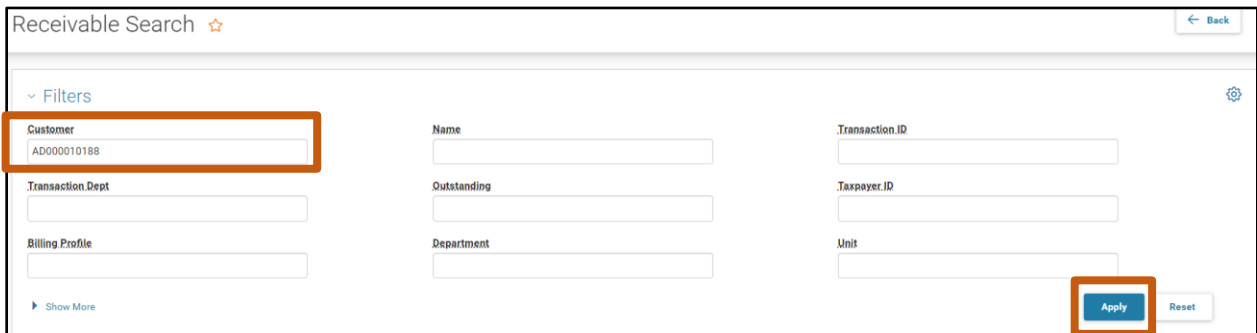 Receivable Search
Back
Filters
Customer Name Transaction ID
AD000010188
Transaction Dept Outstanding Taxpayer ID
Billing Profile Department Unit
Show More Apply Reset